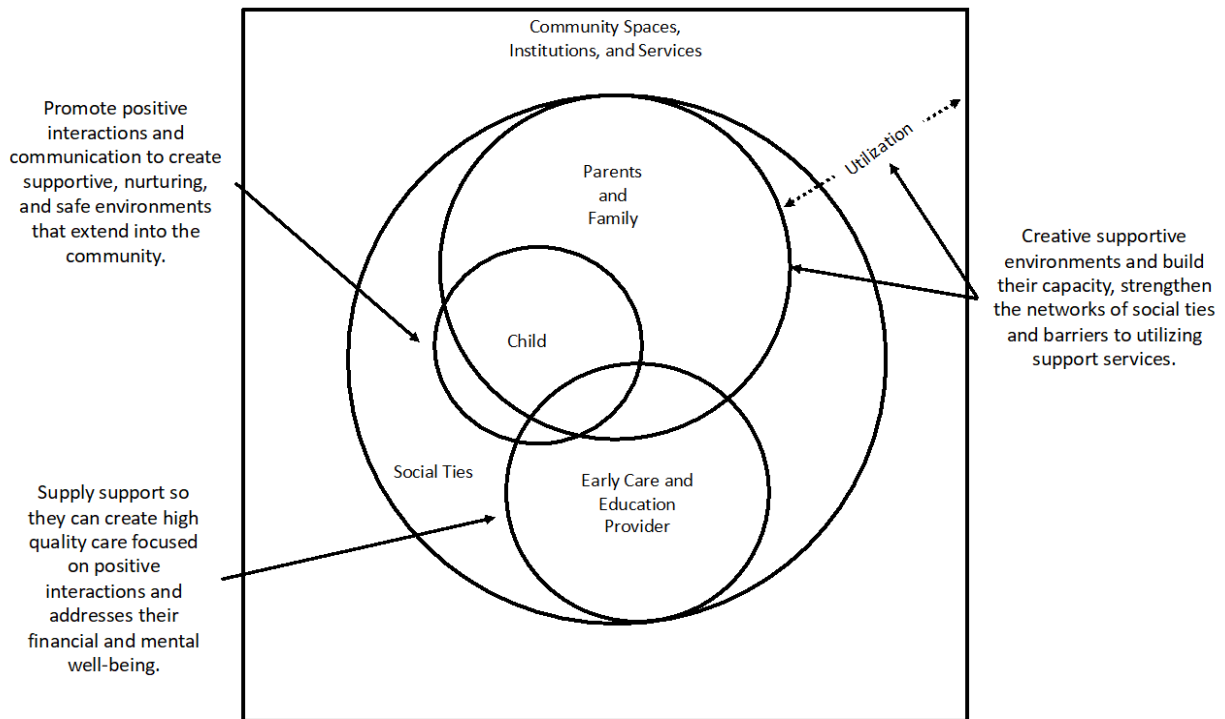 Community Spaces,
Institutions, and Services
Promote positive
interactions and
communication to create
supportive, nurturing,
and safe environments
that extend into the
community.
Utilization
Parents
and
Family
Creative supportive
environments and build
their capacity, strengthen
the networks of social ties
and barriers to utilizing
support services.
Child
Social Ties
Early Care and
Education
Provider
Supply support so
they can create high
quality care focused
on positive
interactions and
addresses their
financial and mental
well-being.